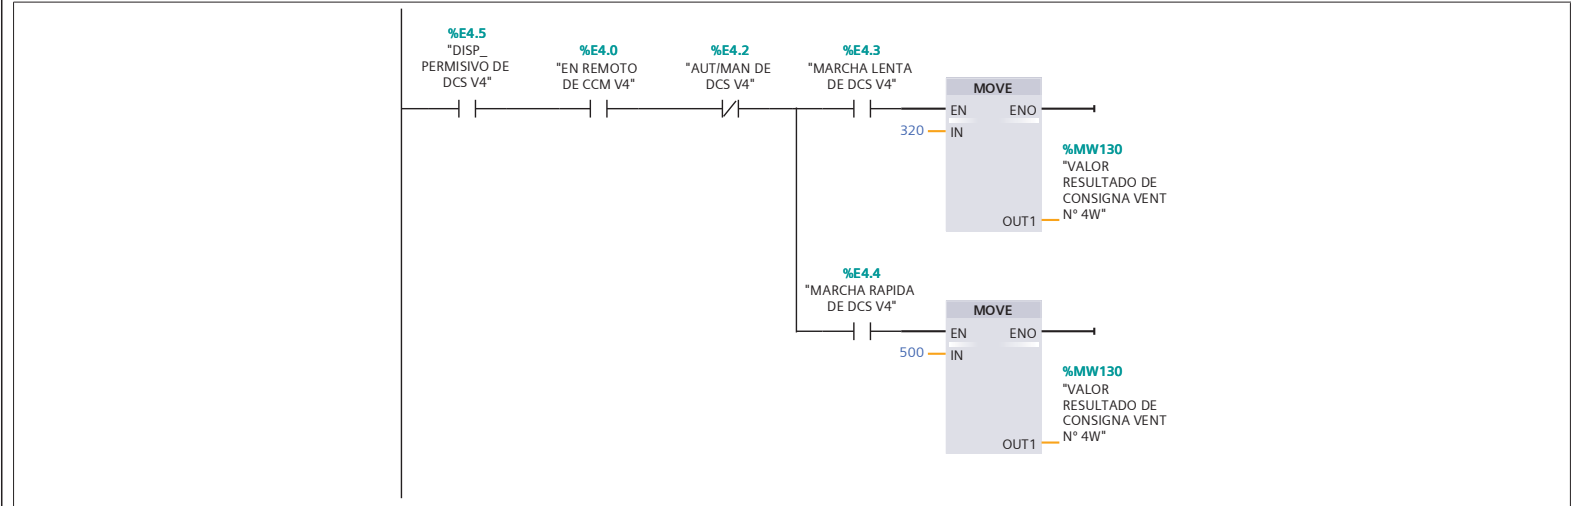 %E4.5
"DISP_
PERMISIVO DE
DCS V4"
%E4.0
"EN REMOTO
DE CCM V4"
%E4.2
"AUT/MAN DE
DCS V4"
%E4.3
"MARCHA LENTA
DE DCS V4"
MOVE
EN ENO
320 IN
%MW130
"VALOR
RESULTADO DE
CONSIGNA VENT
Nº 4W"
OUT1
%E4.4
"MARCHA RAPIDA
DE DCS V4"
MOVE
EN ENO
500 IN
%MW130
"VALOR
RESULTADO DE
CONSIGNA VENT
Nº 4W"
OUT1